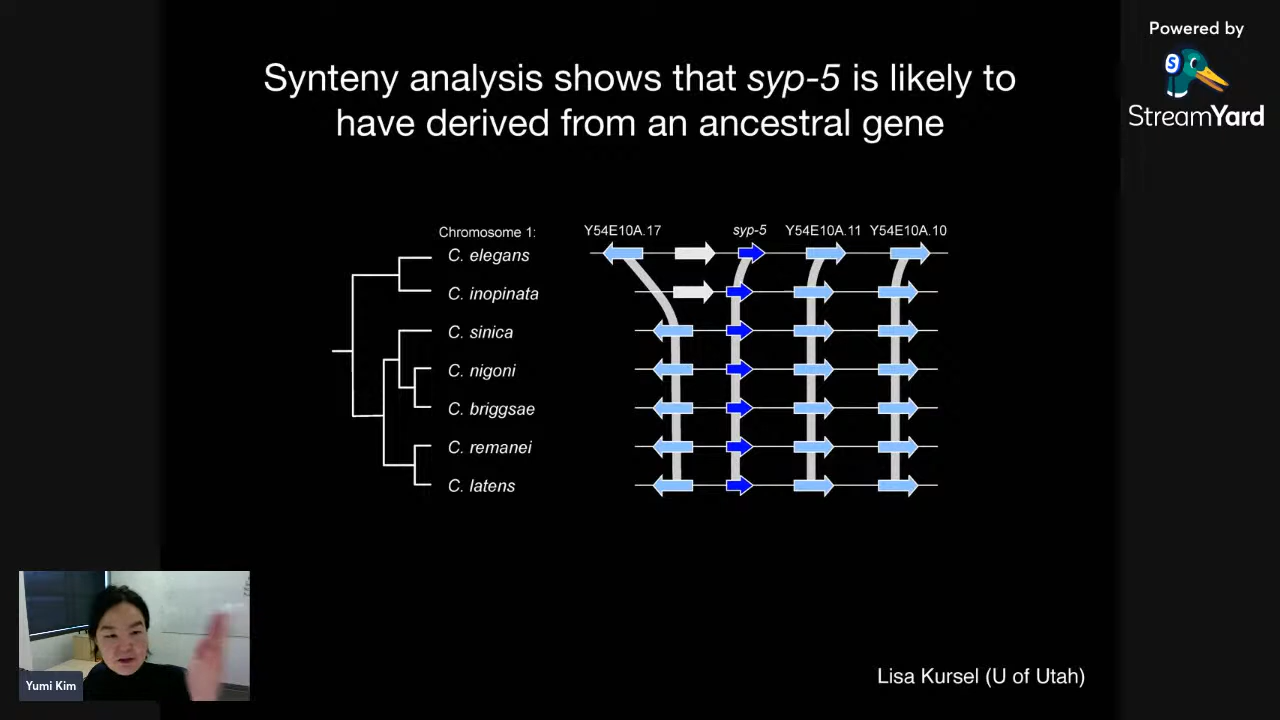 Powered by
StreamYard
Synteny analysis shows that syp-5 is likely to
have derived from an ancestral gene
Chromosome 1:
Y54E10A.17
syp-5
Y54E10A.11
Y54E10A.10
C. elegans
C. inopinata
C. sinica
C. nigoni
C. briggsae
C. remanei
C. latens
Yumi Kim
Lisa Kursel (U of Utah)